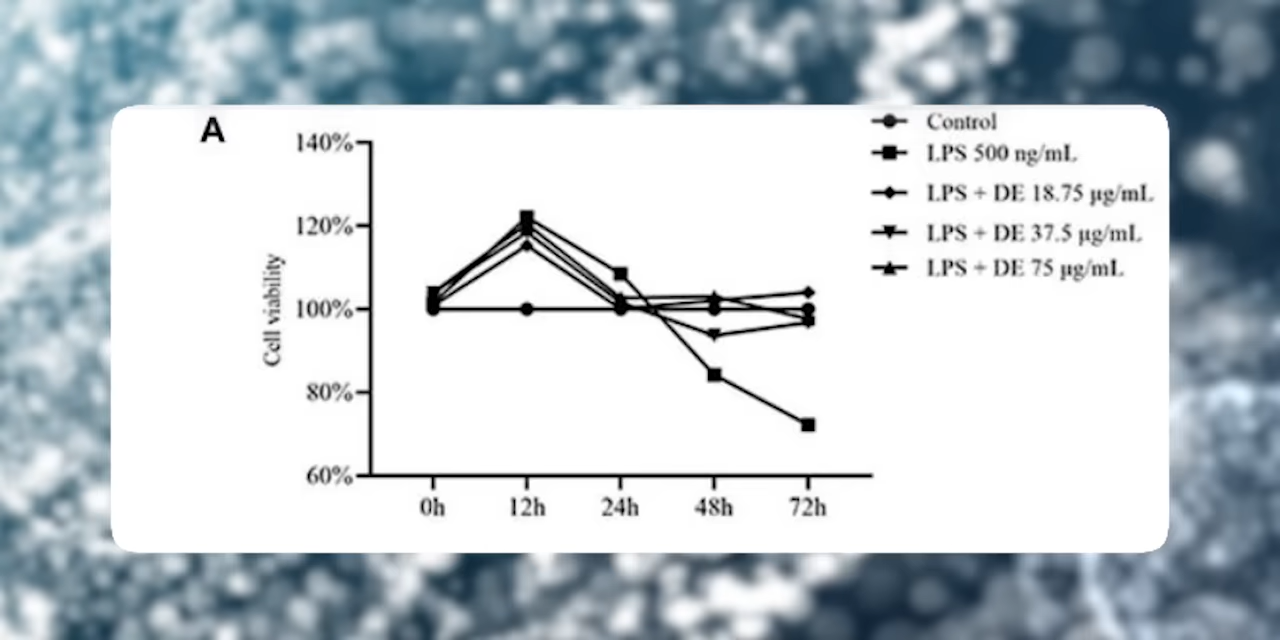 A
Control
LPS 500 ng/mL
LPS + DE 18.75 μg/mL
LPS + DE 37.5 μg/mL
LPS + DE 75 μg/mL
140%
120%
100%
80%
60%
Cell viability
0h 12h 24h 48h 72h